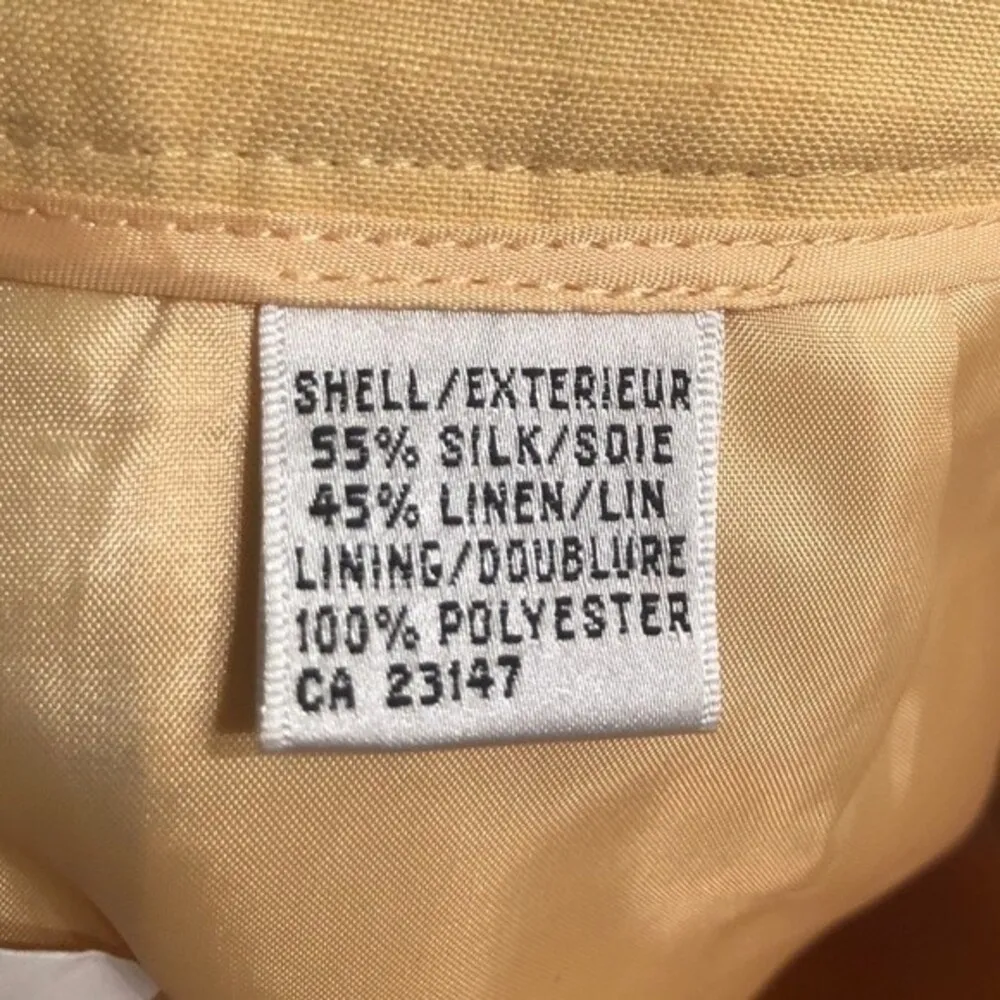 SHELL/EXTERIEUR
55% SILK/SOIE
45% LINEN/LIN
LINING/DOUBLURE
100% POLYESTER
CA 23147